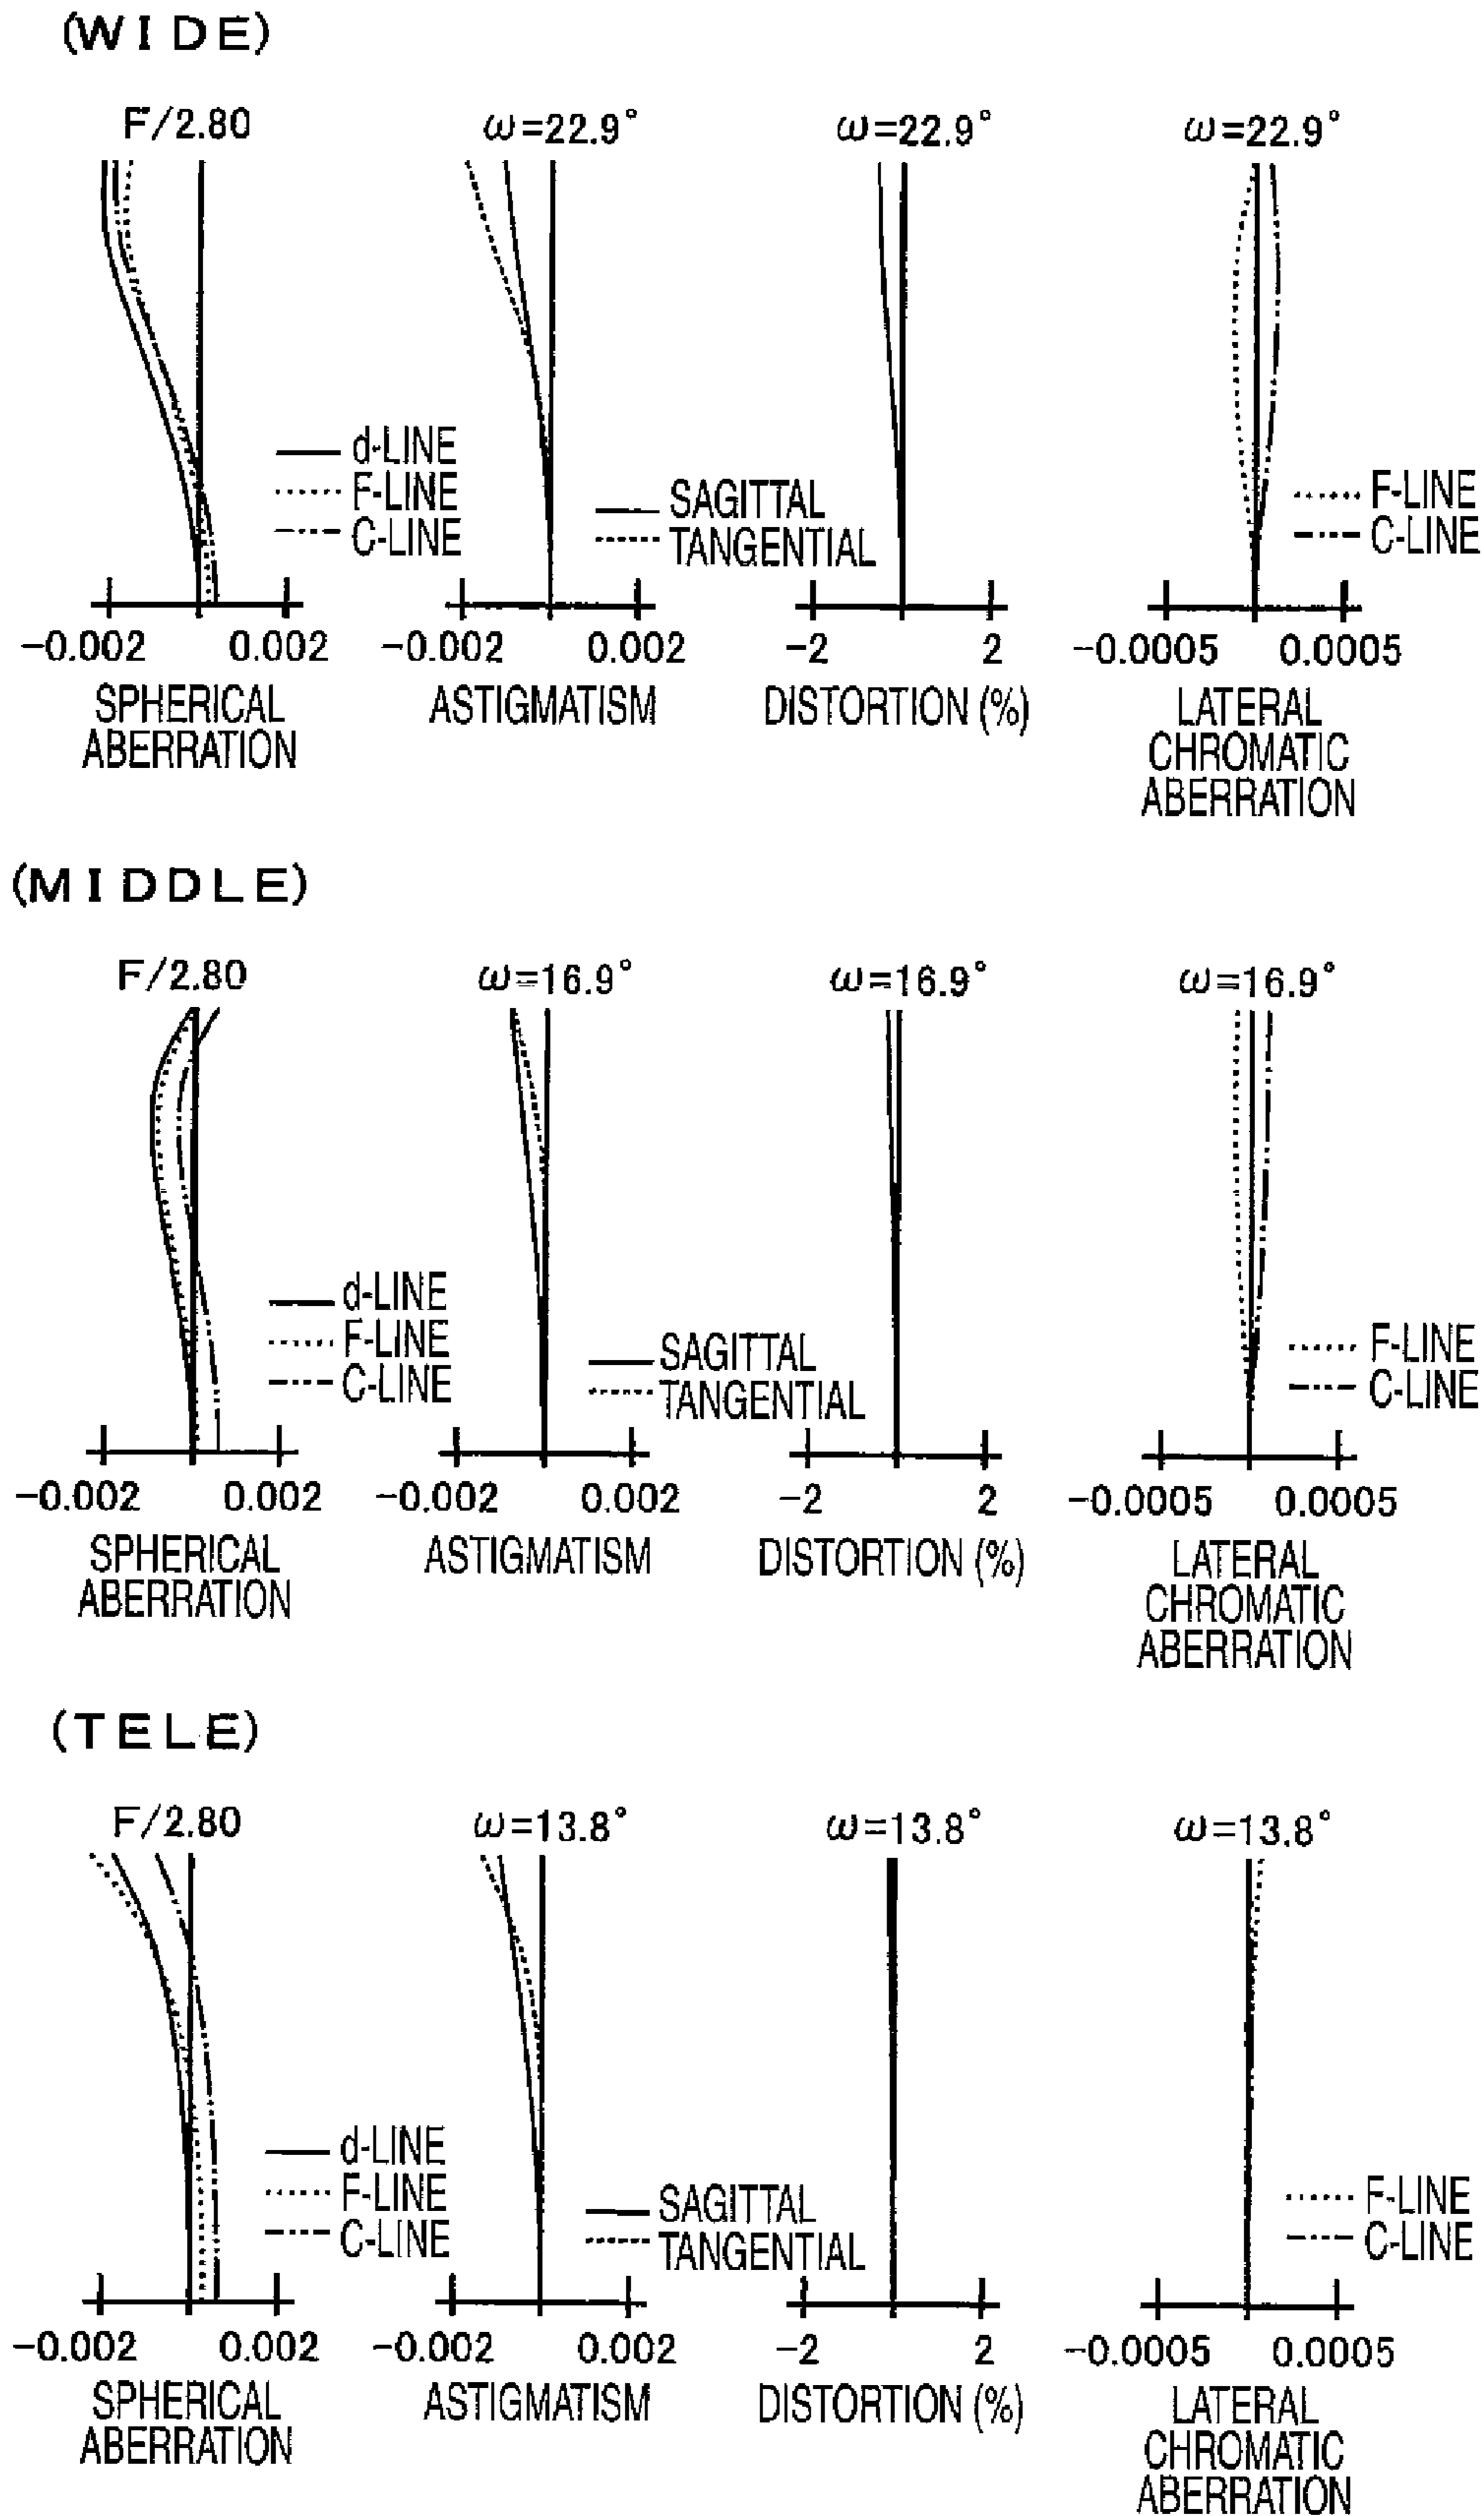 (WIDE)
F/2.80
ω=22.9°
ω=22.9°
ω=22.9°
d-LINE
F-LINE
C-LINE
SAGITTAL
TANGENTIAL
F-LINE
C-LINE
-0.002
0.002
-0.002
0.002
-2
2
-0.0005
0.0005
SPHERICAL
ABERRATION
ASTIGMATISM
DISTORTION (%)
LATERAL
CHROMATIC
ABERRATION
(MIDDLE)
F/2.80
ω=16.9°
ω=16.9°
ω=16.9°
d-LINE
F-LINE
C-LINE
SAGITTAL
TANGENTIAL
F-LINE
C-LINE
-0.002
0.002
-0.002
0.002
-2
2
-0.0005
0.0005
SPHERICAL
ABERRATION
ASTIGMATISM
DISTORTION (%)
LATERAL
CHROMATIC
ABERRATION
(TELE)
F/2.80
ω=13.8°
ω=13.8°
ω=13.8°
d-LINE
F-LINE
C-LINE
SAGITTAL
TANGENTIAL
F-LINE
C-LINE
-0.002
0.002
-0.002
0.002
-2
2
-0.0005
0.0005
SPHERICAL
ABERRATION
ASTIGMATISM
DISTORTION (%)
LATERAL
CHROMATIC
ABERRATION